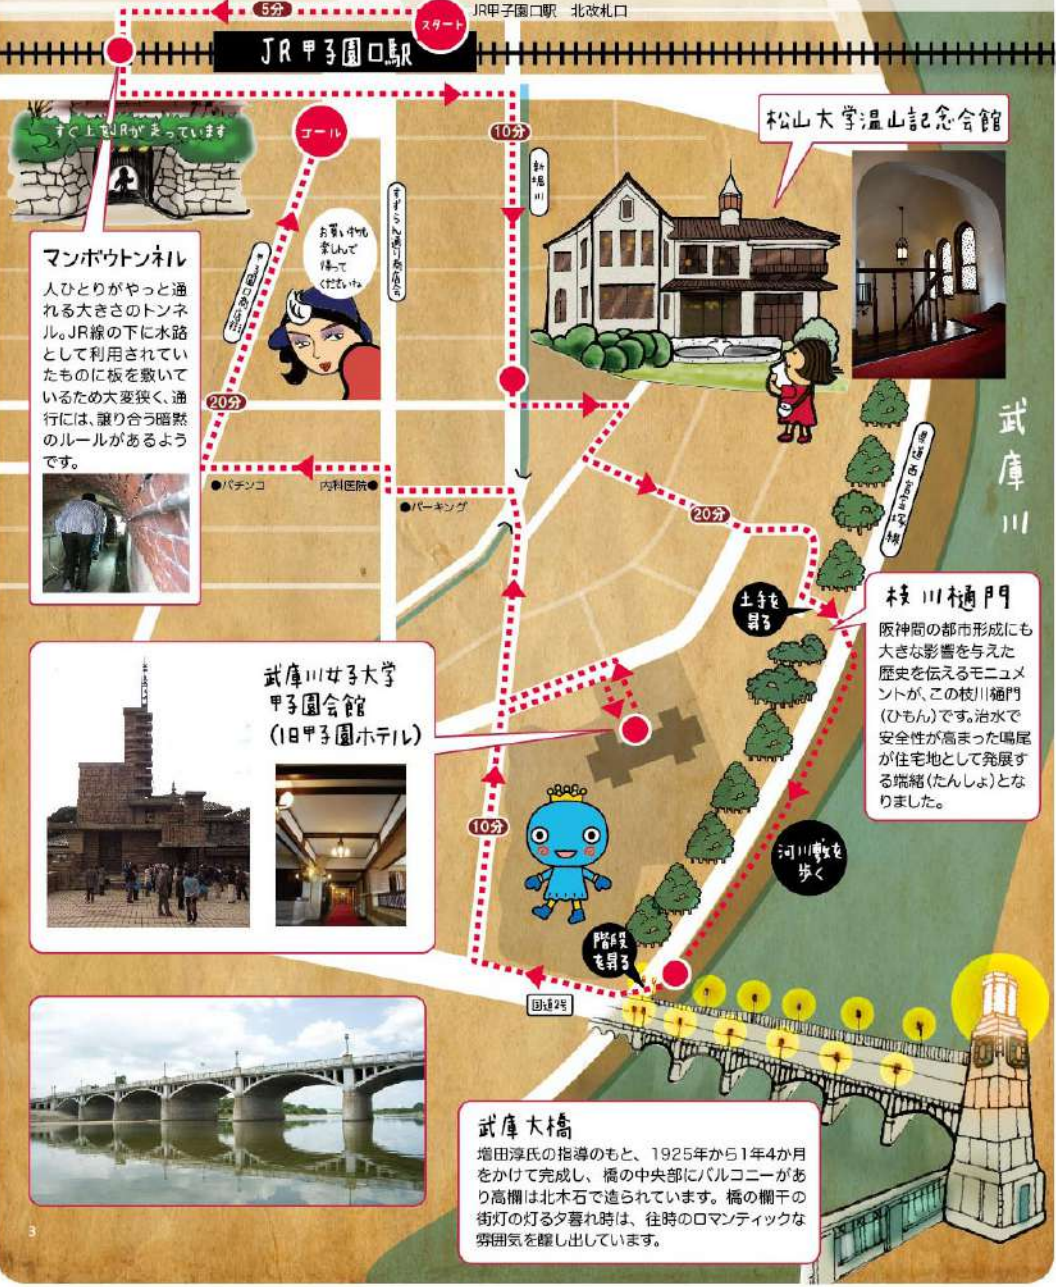 5分
スタート
JR甲子園口駅 北改札口
JR甲子園口駅
すぐ上をJRが走っています
ゴール
10分
新堀川
松山大学温山記念会館
マンボウトンネル
人ひとりがやっと通
れる大きさのトンネ
ル。JR線の下に水路
として利用されてい
たものに板を敷いて
いるため大変狭く、通
行には、譲り合う暗黙
のルールがあるよう
です。
甲子園口商店街
お買い物も
楽しんで
帰って
くださいね
すずらん通り商店会
20分
●パチンコ
内科医院●
●パーキング
20分
県道西宮宝塚線
武庫川
土手を
昇る
枝川樋門
阪神間の都市形成にも
大きな影響を与えた
歴史を伝えるモニュメ
ントが、この枝川樋門
(ひもん)です。治水で
安全性が高まった鳴尾
が住宅地として発展す
る端緒(たんしょ)とな
りました。
武庫川女子大学
甲子園会館
(旧甲子園ホテル)
10分
河川敷を
歩く
階段
を昇る
国道2号
武庫大橋
増田淳氏の指導のもと、1925年から1年4か月
をかけて完成し、橋の中央部にバルコニーがあ
り高欄は北木石で造られています。橋の欄干の
街灯の灯る夕暮れ時は、往時のロマンティックな
雰囲気を醸し出しています。
3